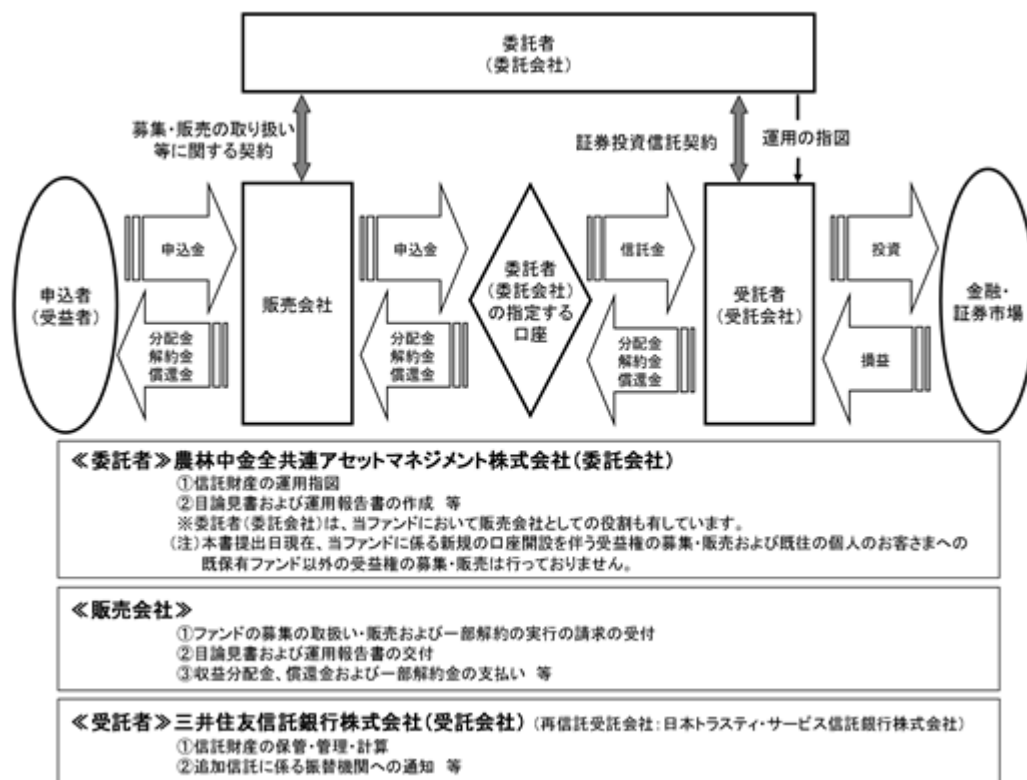 委託者
(委託会社)
募集・販売の取り扱い
等に関する契約
証券投資信託契約
運用の指図
申込者
(受益者)
申込金
分配金
解約金
償還金
販売会社
申込金
分配金
解約金
償還金
委託者
(委託会社)
の指定する
口座
信託金
分配金
解約金
償還金
受託者
(受託会社)
投資
損益
金融・
証券市場
≪委託者≫農林中金全共連アセットマネジメント株式会社(委託会社)
①信託財産の運用指図
②目論見書および運用報告書の作成 等
※委託者(委託会社)は、当ファンドにおいて販売会社としての役割も有しています。
(注)本書提出日現在、当ファンドに係る新規の口座開設を伴う受益権の募集・販売および既往の個人のお客さまへの
既保有ファンド以外の受益権の募集・販売は行っておりません。
≪販売会社≫
①ファンドの募集の取扱い・販売および一部解約の実行の請求の受付
②目論見書および運用報告書の交付
③収益分配金、償還金および一部解約金の支払い 等
≪受託者≫三井住友信託銀行株式会社(受託会社) (再信託受託会社:日本トラスティ・サービス信託銀行株式会社)
①信託財産の保管・管理・計算
②追加信託に係る振替機関への通知 等